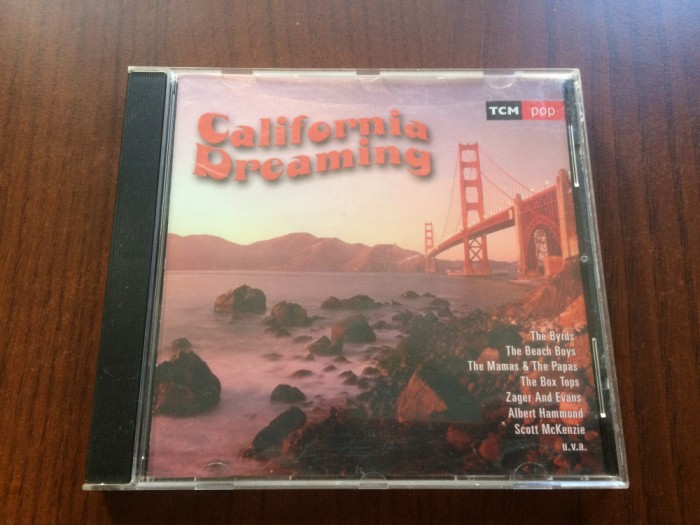 California
Dreaming
TCM pop
The Byrds
The Beach Boys
The Mamas & The Papas
The Box Tops
Zager And Evans
Albert Hammond
Scott McKenzie
u.v.a.